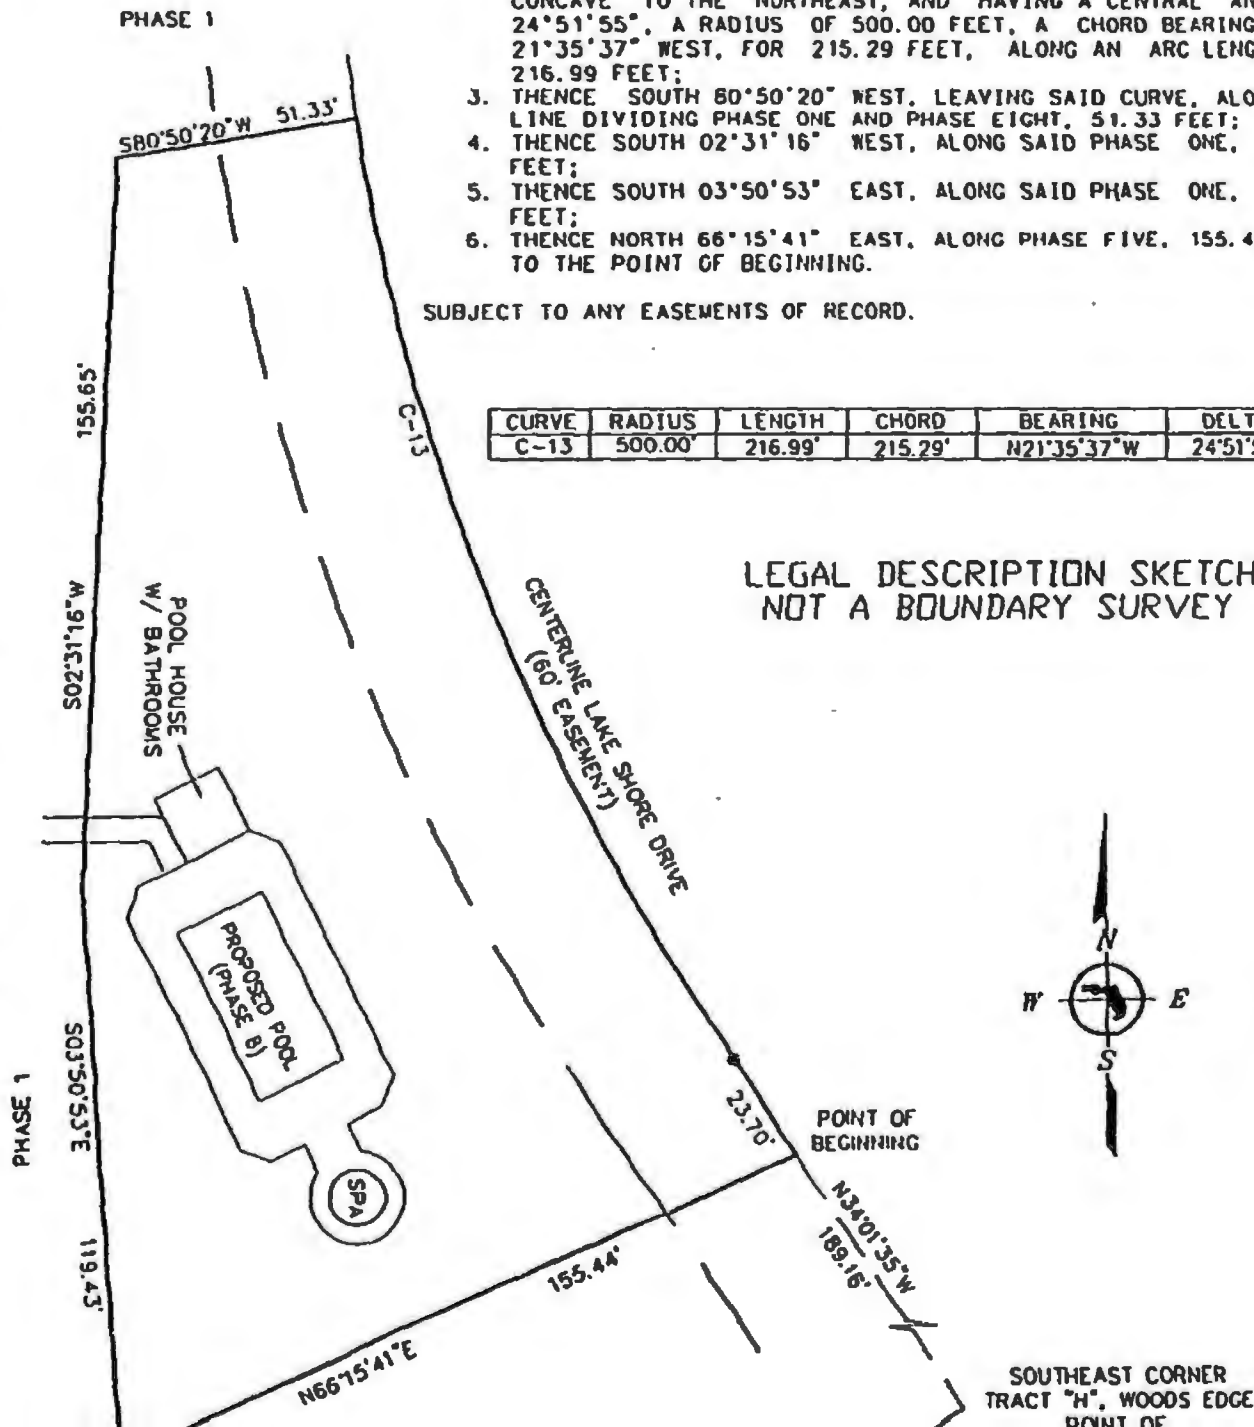 PHASE 1
CONCAVE TO THE NORTHEAST, AND HAVING A CENTRAL
24°51'55", A RADIUS OF 500.00 FEET, A CHORD BEARING
21°35'37" WEST, FOR 215.29 FEET, ALONG AN ARC
216.99 FEET;
3. THENCE SOUTH 80°50'20" WEST, LEAVING SAID CURVE,
LINE DIVIDING PHASE ONE AND PHASE EIGHT, 51.33 FEET;
4. THENCE SOUTH 02°31'16" WEST, ALONG SAID PHASE ONE,
FEET;
5. THENCE SOUTH 03°50'53" EAST, ALONG SAID PHASE ONE,
FEET;
6. THENCE NORTH 66°15'41" EAST, ALONG PHASE FIVE, 155.4
TO THE POINT OF BEGINNING.
SUBJECT TO ANY EASEMENTS OF RECORD.
S80°50'20"W 51.33'
155.65'
C-13
CURVE RADIUS LENGTH CHORD BEARING DELT
C-13 500.00' 216.99' 215.29' N21°35'37"W 24°51'
LEGAL DESCRIPTION SKETCH
NOT A BOUNDARY SURVEY
S02°31'16"W
POOL HOUSE
W/ BATHROOMS
CENTERLINE LAKE SHORE DRIVE
(60' EASEMENT)
PROPOSED POOL
(PHASE B)
N
W E
S
S03°50'53"E
PHASE 1
23.70'
POINT OF
BEGINNING
SPA
N34°01'35"W
189.16'
119.43'
155.44'
N66°15'41"E
SOUTHEAST CORNER
TRACT "H", WOODS EDGE
POINT OF